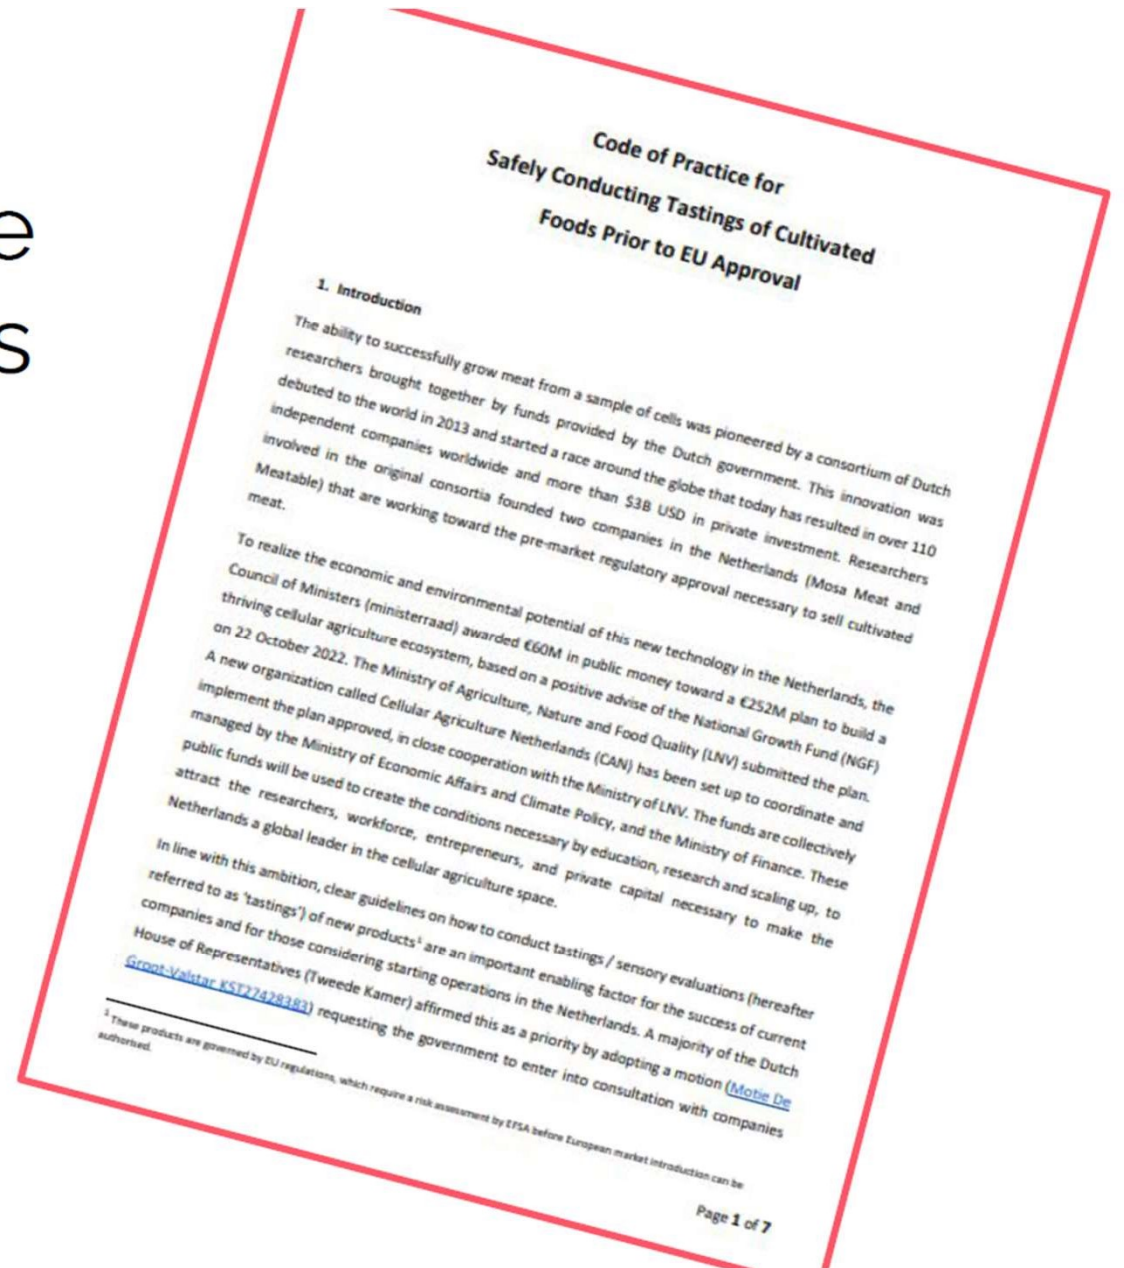 e
s
Code of Practice for
Safely Conducting Tastings of Cultivated
Foods Prior to EU Approval
1. Introduction
The ability to successfully grow meat from a sample of cells was pioneered by a consortium of Dutch
researchers brought together by funds provided by the Dutch government. This innovation was
debuted to the world in 2013 and started a race around the globe that today has resulted in over 110
independent companies worldwide and more than $3B USD in private investment. Researchers
involved in the original consortia founded two companies in the Netherlands (Mosa Meat and
Meatable) that are working toward the pre-market regulatory approval necessary to sell cultivated
meat.
To realize the economic and environmental potential of this new technology in the Netherlands, the
Council of Ministers (ministerraad) awarded €60M in public money toward a €252M plan to build a
thriving cellular agriculture ecosystem, based on a positive advise of the National Growth Fund (NGF)
on 22 October 2022. The Ministry of Agriculture, Nature and Food Quality (LNV) submitted the plan.
A new organization called Cellular Agriculture Netherlands (CAN) has been set up to coordinate and
implement the plan approved, in close cooperation with the Ministry of LNV. The funds are collectively
managed by the Ministry of Economic Affairs and Climate Policy, and the Ministry of Finance. These
public funds will be used to create the conditions necessary by education, research and scaling up, to
attract the researchers, workforce, entrepreneurs, and private capital necessary to make the
Netherlands a global leader in the cellular agriculture space.
In line with this ambition, clear guidelines on how to conduct tastings / sensory evaluations (hereafter
referred to as 'tastings') of new products¹ are an important enabling factor for the success of current
companies and for those considering starting operations in the Netherlands. A majority of the Dutch
House of Representatives (Tweede Kamer) affirmed this as a priority by adopting a motion (Motie De
Groot-Valstar KST27428383) requesting the government to enter into consultation with companies
¹ These products are governed by EU regulations, which require a risk assessment by EFSA before European market introduction can be
authorised.
Page 1 of 7